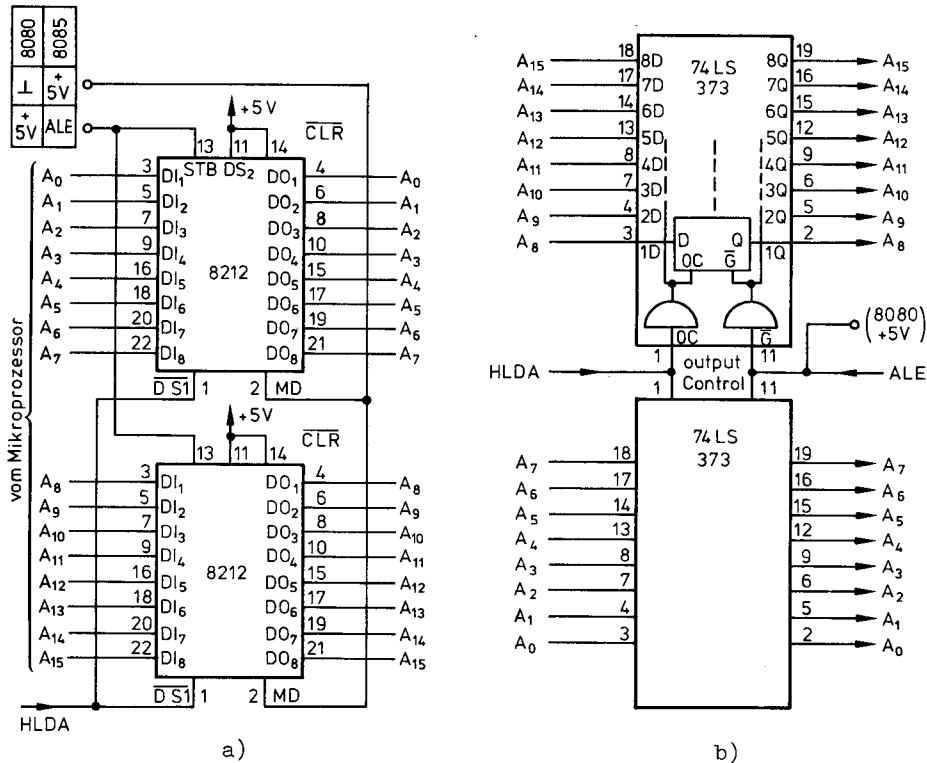 8080 8085
⊥ +5V
+5V ALE
+5V
CLR
13 11 14
STB DS2
A0 3 DI1 DO1 4 A0
A1 5 DI2 DO2 6 A1
A2 7 DI3 DO3 8 A2
A3 9 DI4 DO4 10 A3
8212
A4 16 DI5 DO5 15 A4
A5 18 DI6 DO6 17 A5
A6 20 DI7 DO7 19 A6
A7 22 DI8 DO8 21 A7
DS1 1 2 MD
vom Mikroprozessor
+5V
CLR
13 11 14
A8 3 DI1 DO1 4 A8
A9 5 DI2 DO2 6 A9
A10 7 DI3 DO3 8 A10
A11 9 DI4 DO4 10 A11
8212
A12 16 DI5 DO5 15 A12
A13 18 DI6 DO6 17 A13
A14 20 DI7 DO7 19 A14
A15 22 DI8 DO8 21 A15
DS1 1 2 MD
HLDA
a)
74LS
373
A15 18 8D 8Q 19 A15
A14 17 7D 7Q 16 A14
A13 14 6D 6Q 15 A13
A12 13 5D 5Q 12 A12
A11 8 4D 4Q 9 A11
A10 7 3D 3Q 6 A10
A9 4 2D 2Q 5 A9
A8 3 1D 1Q 2 A8
D Q
OC G
OC G
1 11
(8080)
+5V
HLDA output ALE
Control
1 11
74LS
373
A7 18 19 A7
A6 17 16 A6
A5 14 15 A5
A4 13 12 A4
A3 8 9 A3
A2 7 6 A2
A1 4 5 A1
A0 3 2 A0
b)